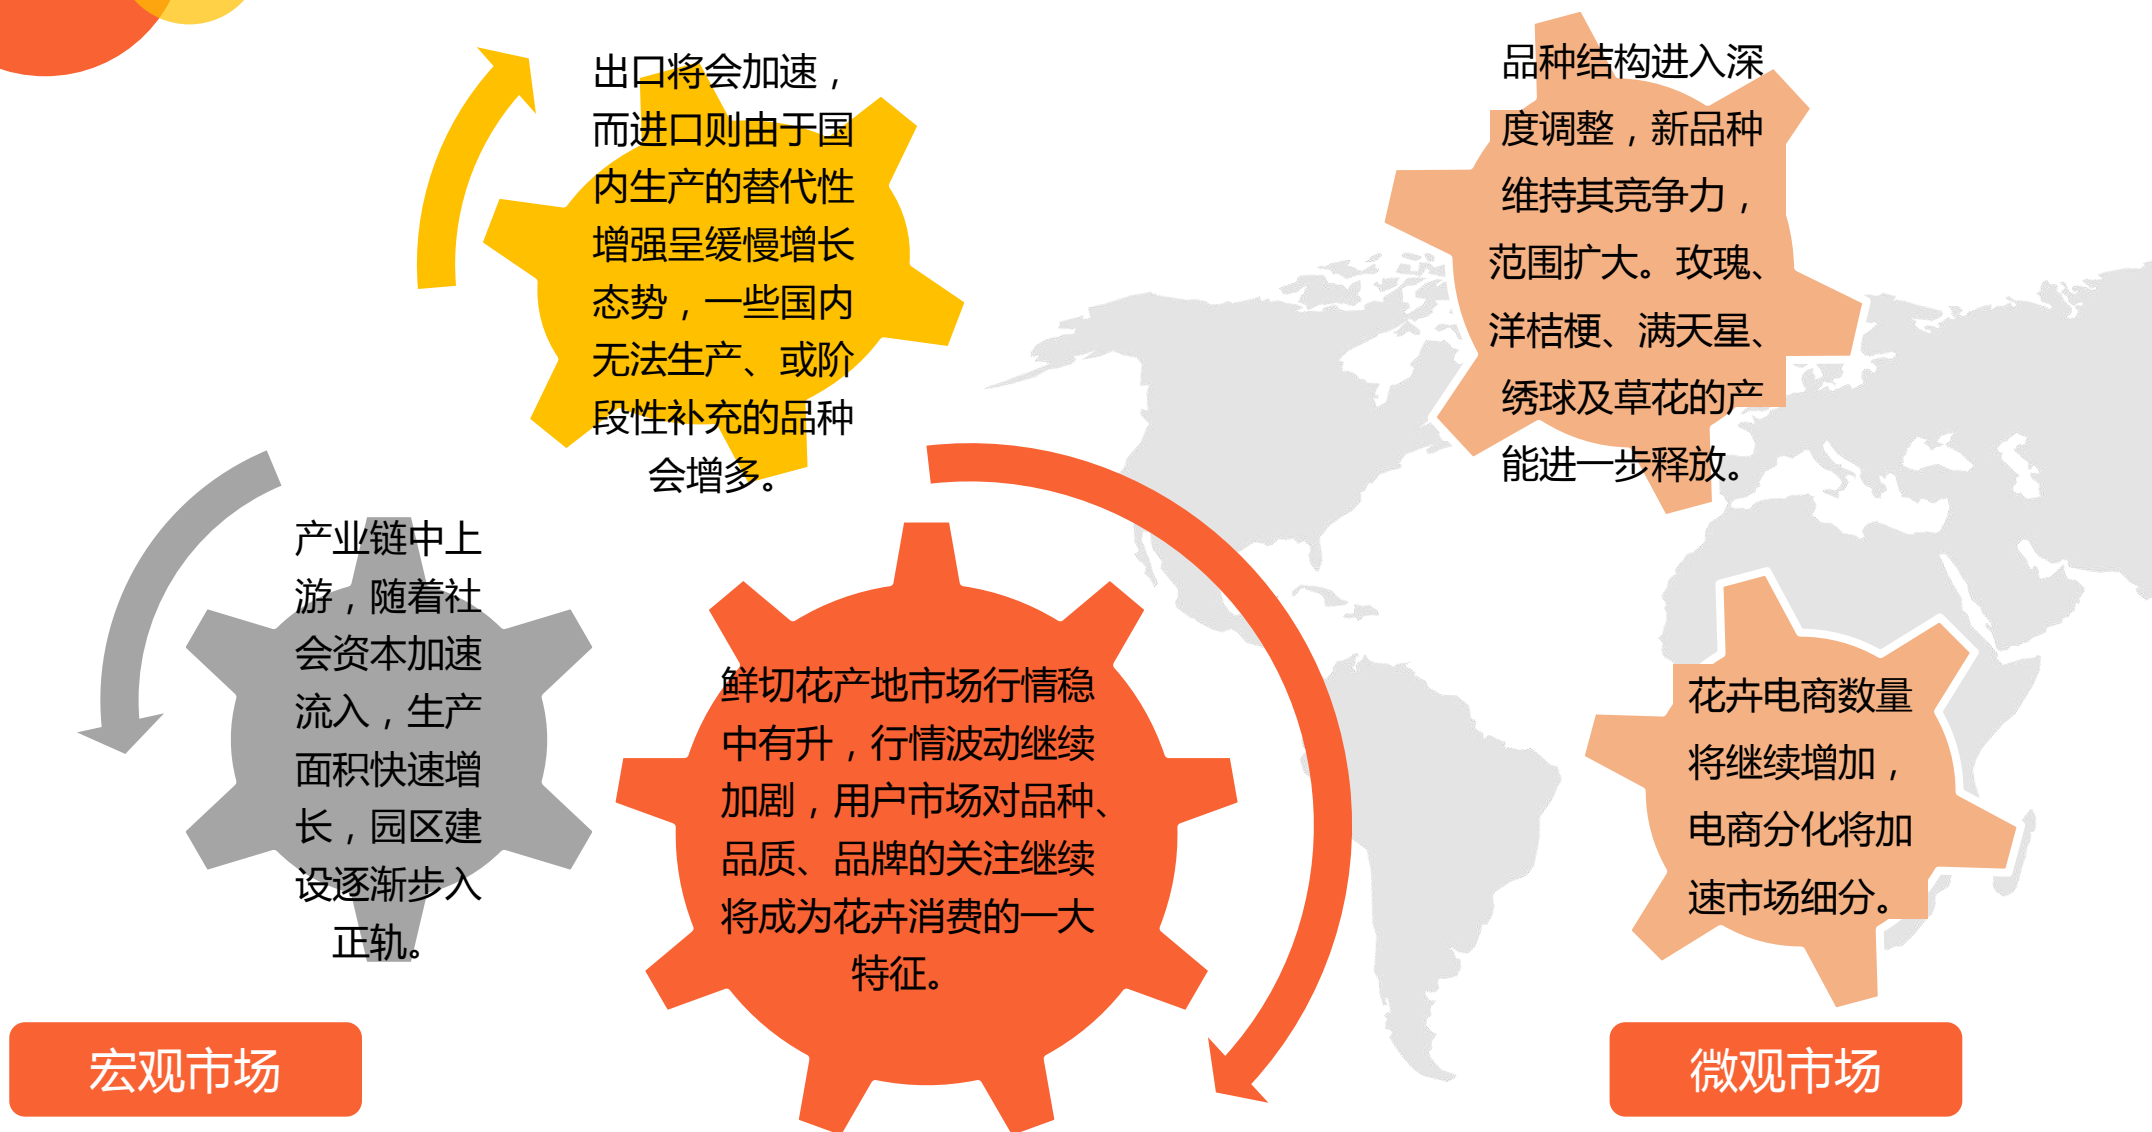 出口将会加速，
而进口则由于国
内生产的替代性
增强呈缓慢增长
态势，一些国内
无法生产、或阶
段性补充的品种
会增多。
产业链中上
游，随着社
会资本加速
流入，生产
面积快速增
长，园区建
设逐渐步入
正轨。
鲜切花产地市场行情稳
中有升，行情波动继续
加剧，用户市场对品种、
品质、品牌的关注继续
将成为花卉消费的一大
特征。
宏观市场
品种结构进入深
度调整，新品种
维持其竞争力，
范围扩大。玫瑰、
洋桔梗、满天星、
绣球及草花的产
能进一步释放。
花卉电商数量
将继续增加，
电商分化将加
速市场细分。
微观市场